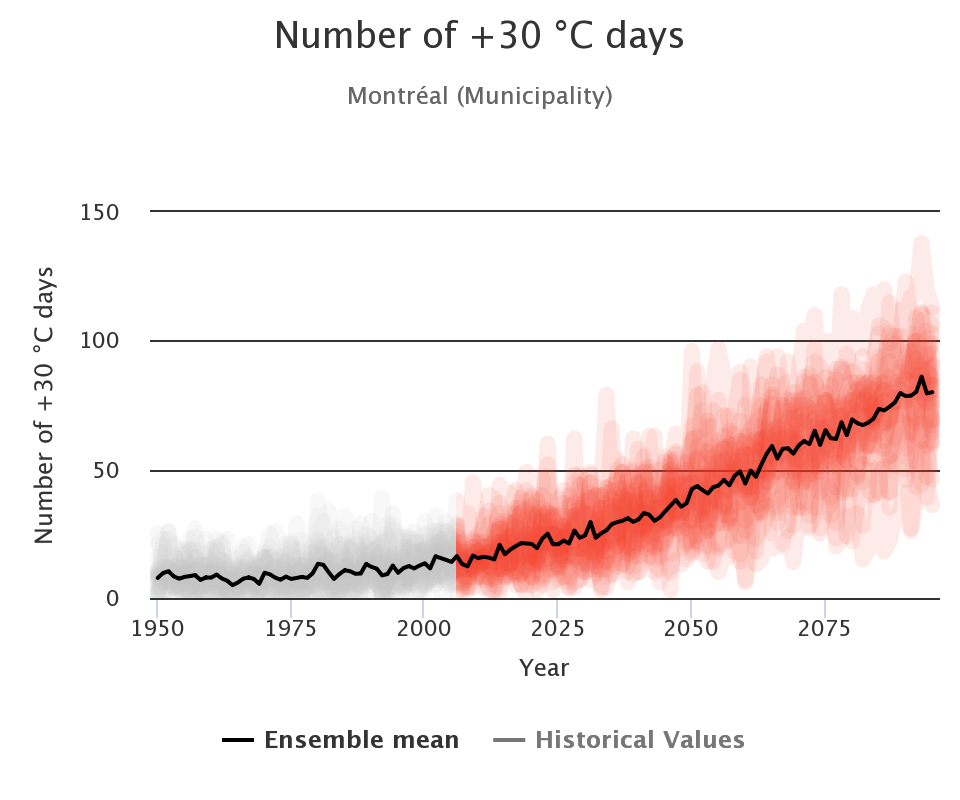 Number of +30 °C days
Montréal (Municipality)
150
100
50
0
Number of +30 °C days
1950 1975 2000 2025 2050 2075
Year
Ensemble mean Historical Values